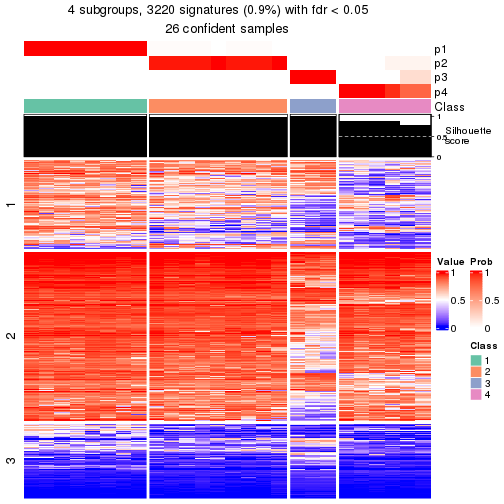 4 subgroups, 3220 signatures (0.9%) with fdr < 0.05
26 confident samples
p1
p2
p3
p4
Class
1
0.5
0
Silhouette
score
1
2
3
Value
1
0.5
0
Prob
1
0.5
0
Class
1
2
3
4